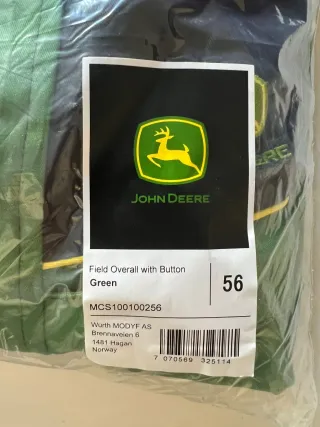 JOHN DEERE
Field Overall with Button
Green
56
MCS100100256
Würth MODYF AS
Brennaveien 6
1481 Hagan
Norway
7 070569 325114